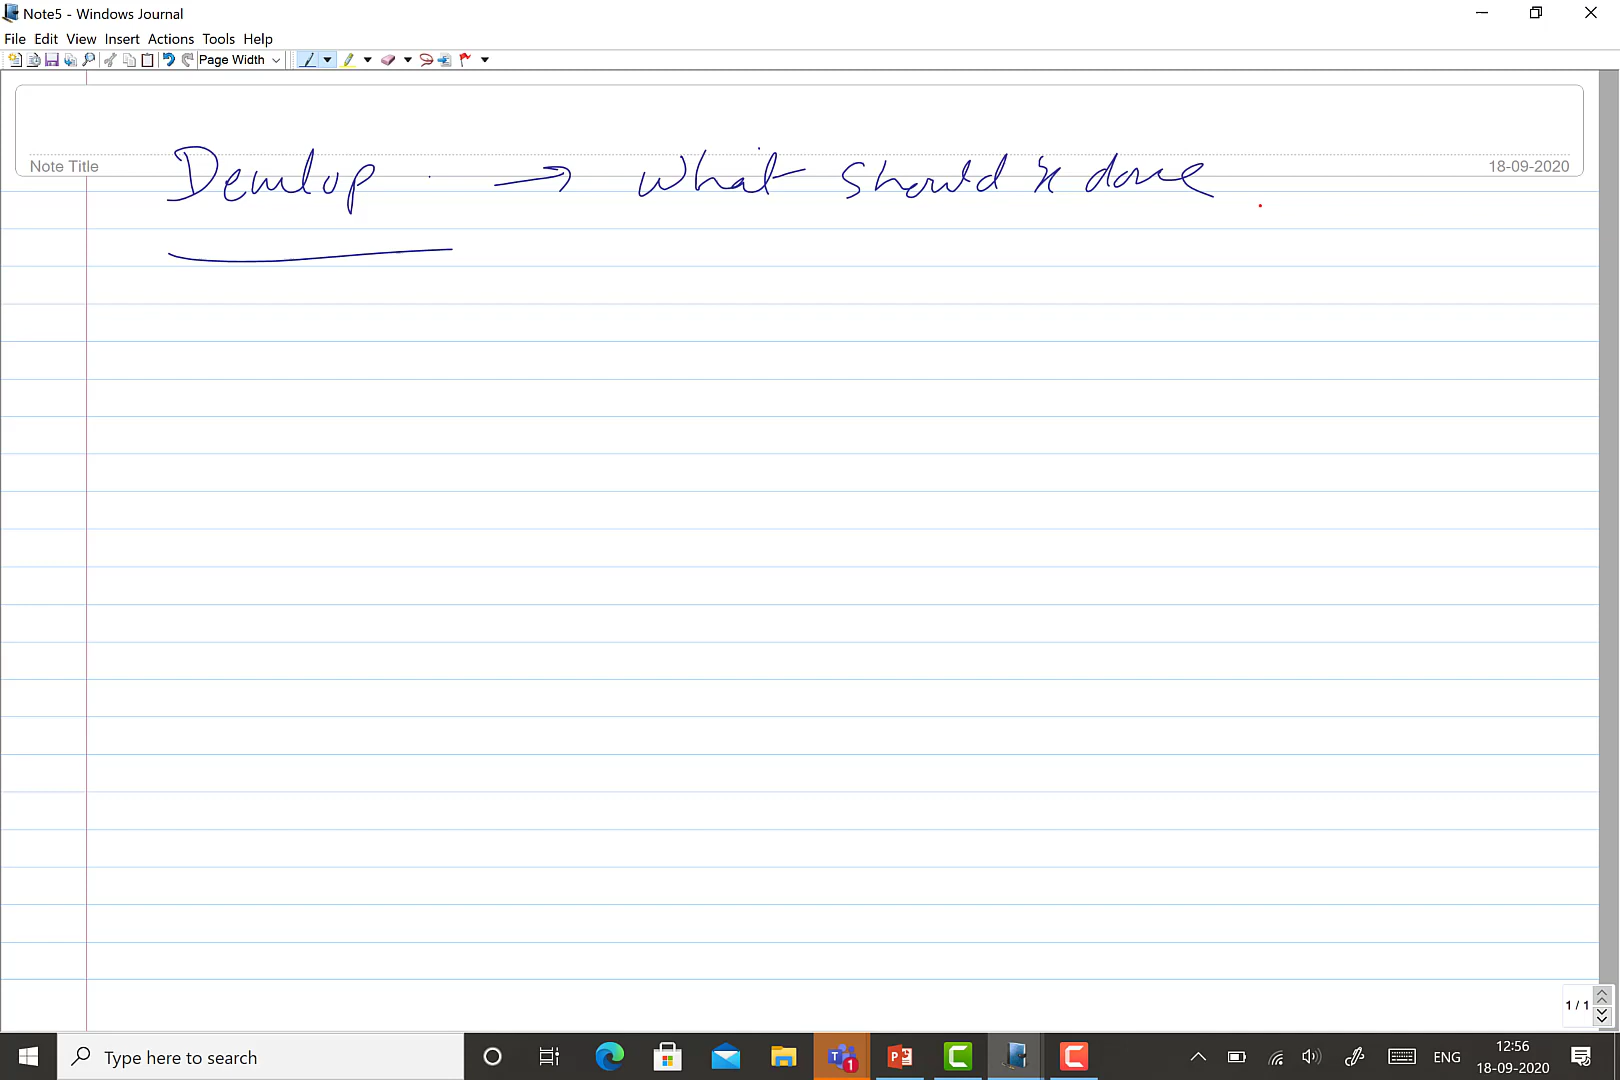 Note5 - Windows Journal
File Edit View Insert Actions Tools Help
Page Width
Note Title
18-09-2020
Develop → What should be done
1 / 1
Type here to search
1
ENG
12:56
18-09-2020